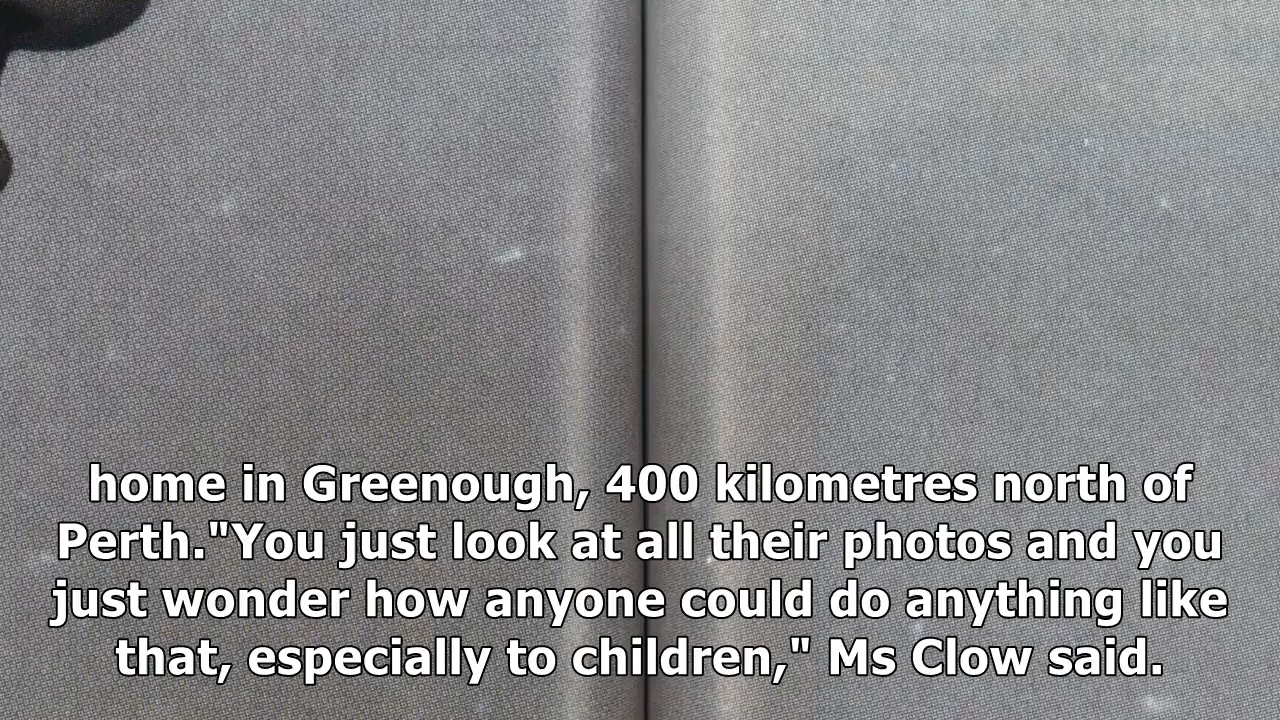 home in Greenough, 400 kilometres north of
Perth."You just look at all their photos and you
just wonder how anyone could do anything like
that, especially to children," Ms Clow said.